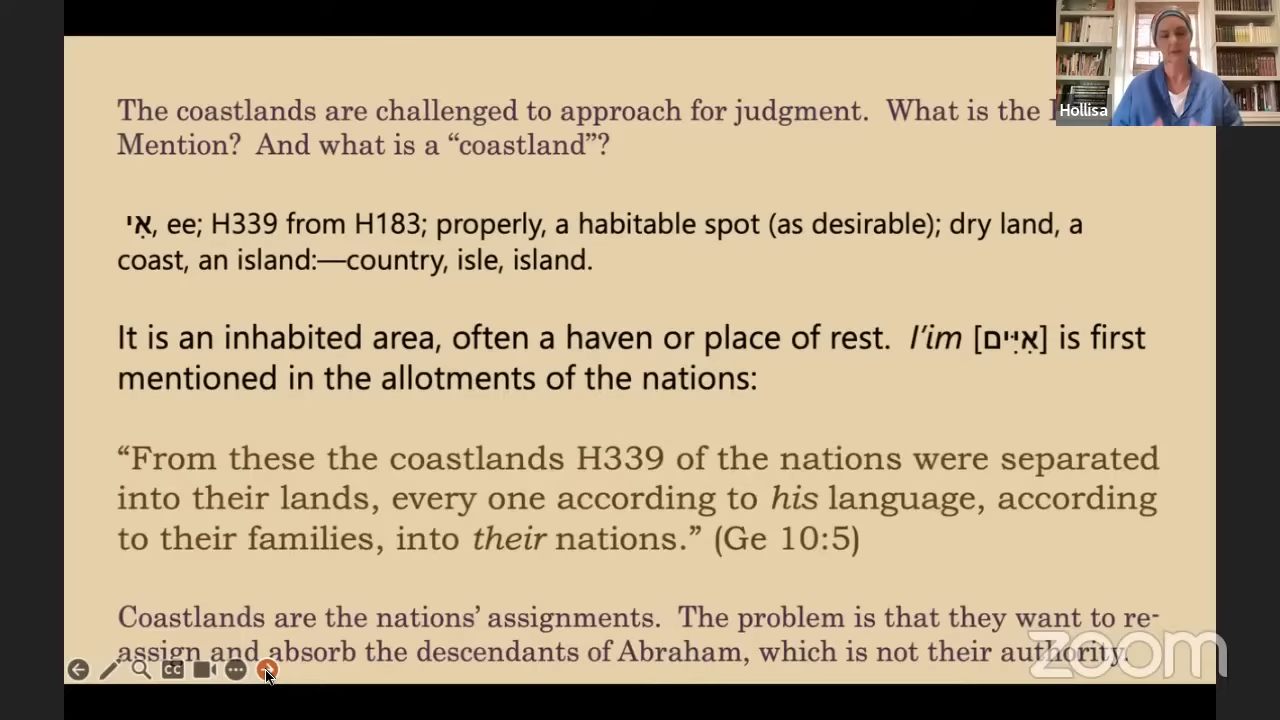 The coastlands are challenged to approach for judgment. What is the
Mention? And what is a “coastland”?
אִי, ee; H339 from H183; properly, a habitable spot (as desirable); dry land, a
coast, an island:—country, isle, island.
It is an inhabited area, often a haven or place of rest. I’im [אִיִּים] is first
mentioned in the allotments of the nations:
“From these the coastlands H339 of the nations were separated
into their lands, every one according to his language, according
to their families, into their nations.” (Ge 10:5)
Coastlands are the nations’ assignments. The problem is that they want to re-
assign and absorb the descendants of Abraham, which is not their authority.
Hollisa
CC
zoom